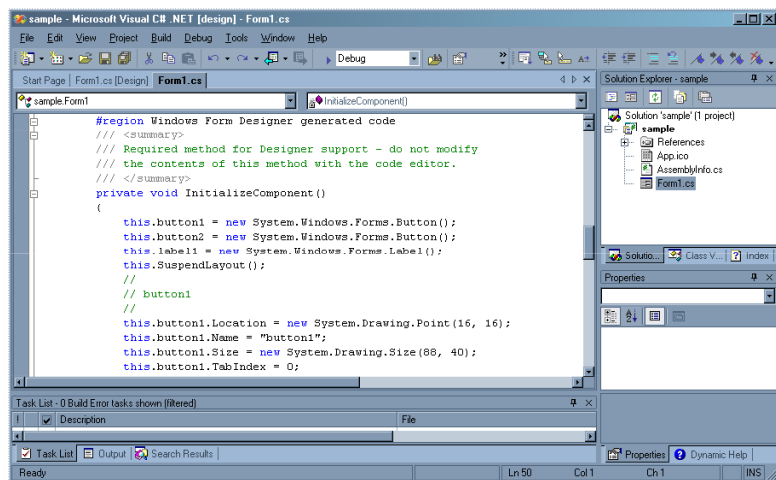 sample - Microsoft Visual C# .NET [design] - Form1.cs
File Edit View Project Build Debug Tools Window Help
Debug
Start Page Form1.cs [Design] Form1.cs
sample.Form1 InitializeComponent()
#region Windows Form Designer generated code
/// <summary>
/// Required method for Designer support - do not modify
/// the contents of this method with the code editor.
/// </summary>
private void InitializeComponent()
{
this.button1 = new System.Windows.Forms.Button();
this.button2 = new System.Windows.Forms.Button();
this.label1 = new System.Windows.Forms.Label();
this.SuspendLayout();
//
// button1
//
this.button1.Location = new System.Drawing.Point(16, 16);
this.button1.Name = "button1";
this.button1.Size = new System.Drawing.Size(88, 40);
this.button1.TabIndex = 0;
Solution Explorer - sample
Solution 'sample' (1 project)
sample
References
App.ico
AssemblyInfo.cs
Form1.cs
Solutio... Class V... Index
Properties
Task List - 0 Build Error tasks shown (filtered)
! Description File
Task List Output Search Results
Properties Dynamic Help
Ready Ln 50 Col 1 Ch 1 INS